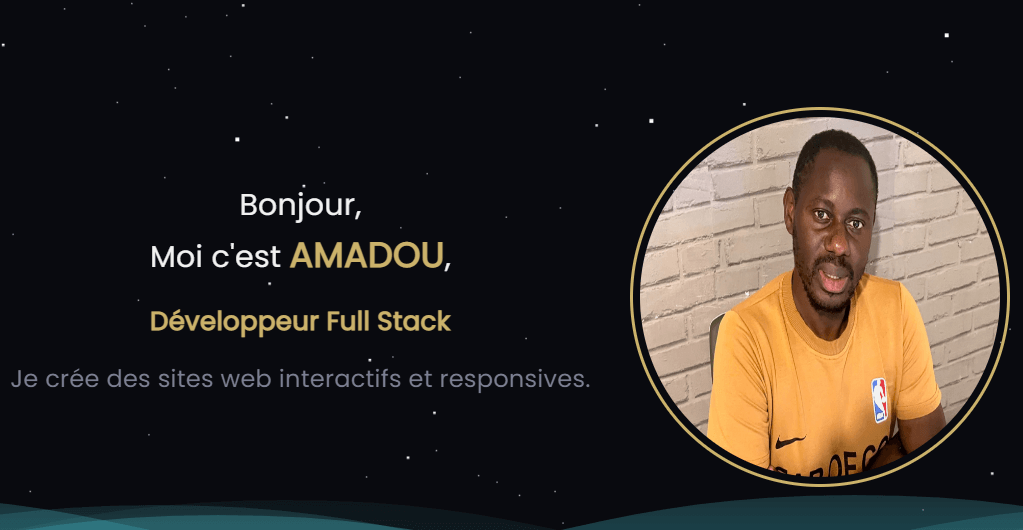 Bonjour,
Moi c'est AMADOU,
Développeur Full Stack
Je crée des sites web interactifs et responsives.